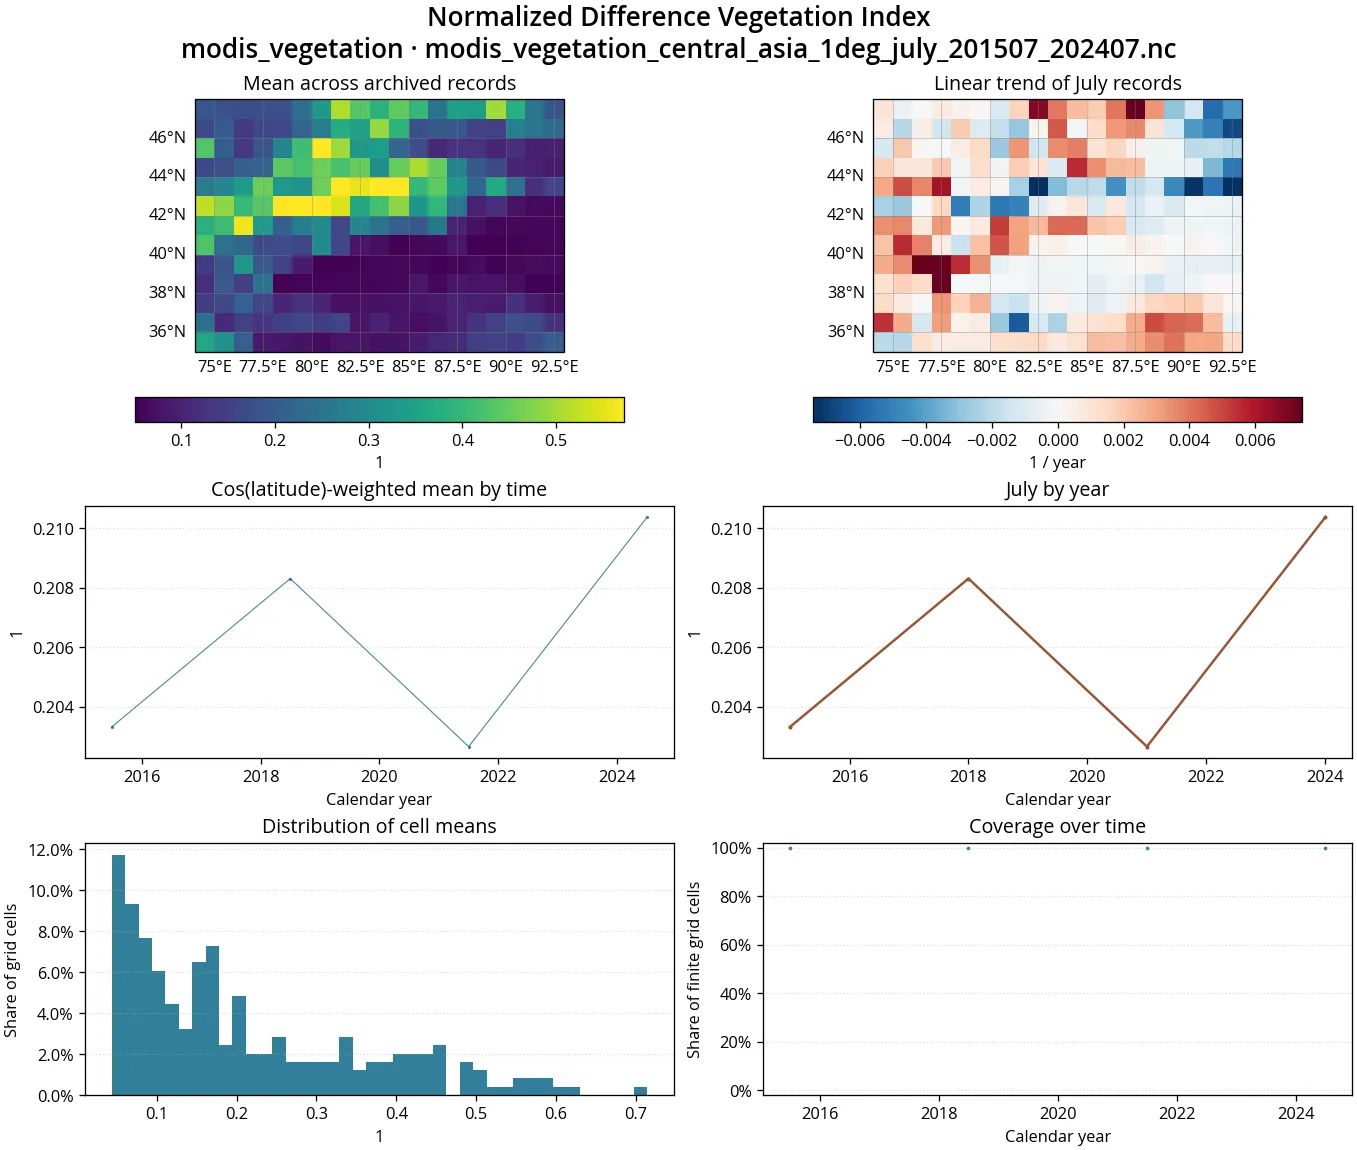 Normalized Difference Vegetation Index
modis_vegetation · modis_vegetation_central_asia_1deg_july_201507_202407.nc
Mean across archived records
46°N
44°N
42°N
40°N
38°N
36°N
75°E 77.5°E 80°E 82.5°E 85°E 87.5°E 90°E 92.5°E
0.1 0.2 0.3 0.4 0.5
1
Linear trend of July records
46°N
44°N
42°N
40°N
38°N
36°N
75°E 77.5°E 80°E 82.5°E 85°E 87.5°E 90°E 92.5°E
−0.006 −0.004 −0.002 0.000 0.002 0.004 0.006
1 / year
Cos(latitude)-weighted mean by time
0.210
0.208
0.206
0.204
1
2016 2018 2020 2022 2024
Calendar year
July by year
0.210
0.208
0.206
0.204
1
2016 2018 2020 2022 2024
Calendar year
Distribution of cell means
12.0%
10.0%
8.0%
6.0%
4.0%
2.0%
0.0%
Share of grid cells
0.1 0.2 0.3 0.4 0.5 0.6 0.7
1
Coverage over time
100%
80%
60%
40%
20%
0%
Share of finite grid cells
2016 2018 2020 2022 2024
Calendar year